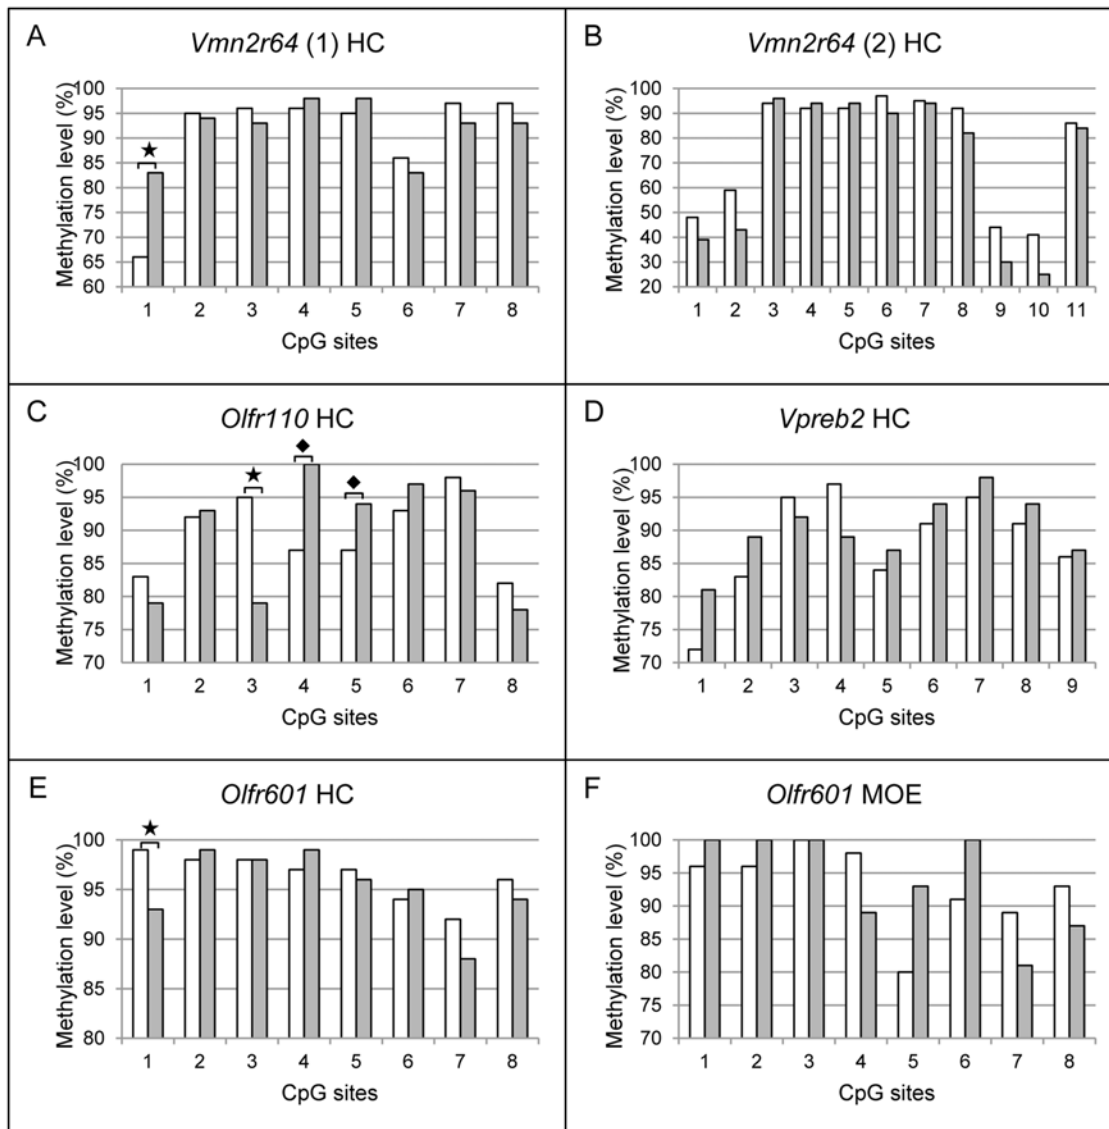 A
Vmn2r64 (1) HC
Methylation level (%)
100
95
90
85
80
75
70
65
60
1 2 3 4 5 6 7 8
CpG sites
B
Vmn2r64 (2) HC
Methylation level (%)
100
90
80
70
60
50
40
30
20
1 2 3 4 5 6 7 8 9 10 11
CpG sites
C
Olfr110 HC
Methylation level (%)
100
95
90
85
80
75
70
1 2 3 4 5 6 7 8
CpG sites
D
Vpreb2 HC
Methylation level (%)
100
95
90
85
80
75
70
1 2 3 4 5 6 7 8 9
CpG sites
E
Olfr601 HC
Methylation level (%)
100
95
90
85
80
1 2 3 4 5 6 7 8
CpG sites
F
Olfr601 MOE
Methylation level (%)
100
95
90
85
80
75
70
1 2 3 4 5 6 7 8
CpG sites